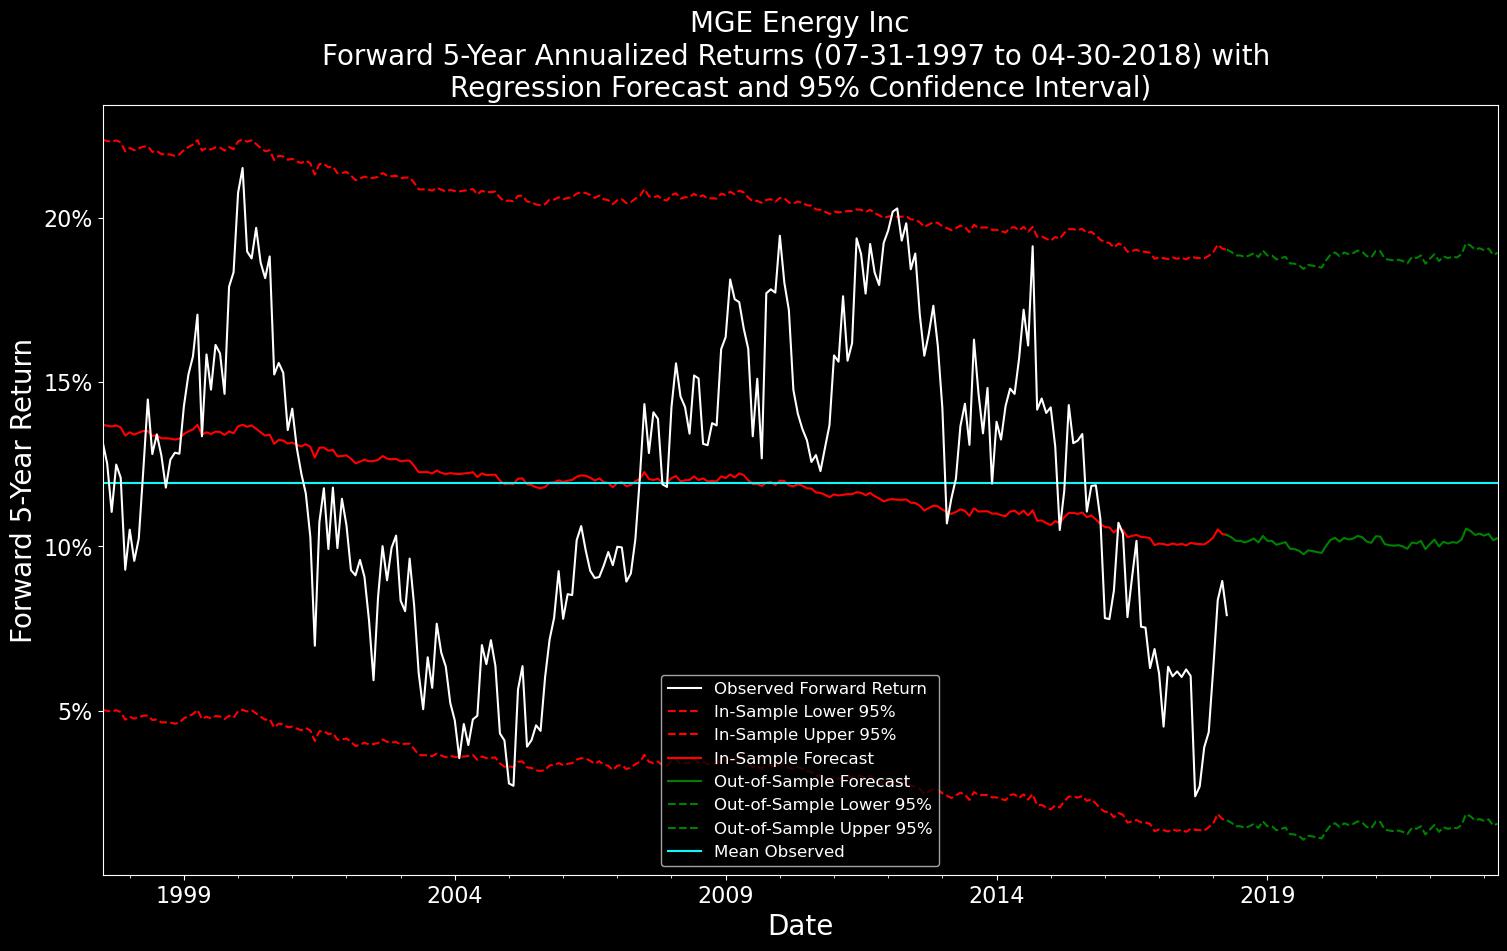 MGE Energy Inc
Forward 5-Year Annualized Returns (07-31-1997 to 04-30-2018) with
Regression Forecast and 95% Confidence Interval)
Forward 5-Year Return
20%
15%
10%
5%
Observed Forward Return
In-Sample Lower 95%
In-Sample Upper 95%
In-Sample Forecast
Out-of-Sample Forecast
Out-of-Sample Lower 95%
Out-of-Sample Upper 95%
Mean Observed
1999 2004 2009 2014 2019
Date